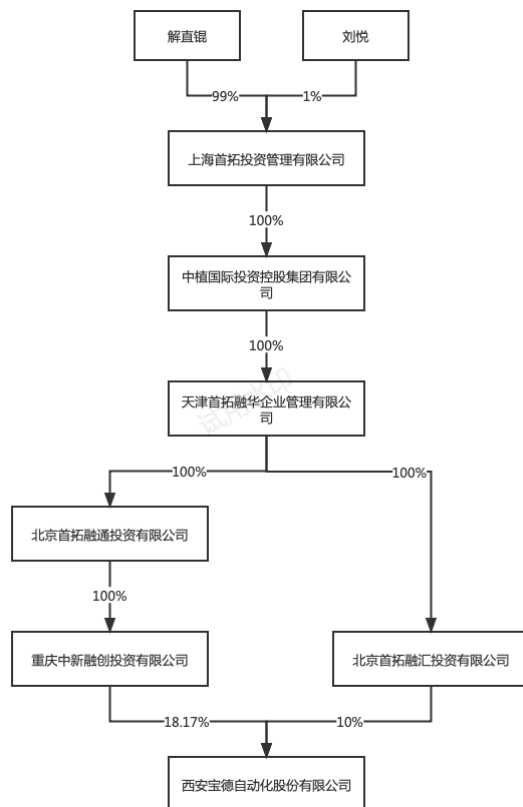 解直锟
刘悦
99%
1%
上海首拓投资管理有限公司
100%
中植国际投资控股集团有限公
司
100%
试用水印
天津首拓融华企业管理有限公
司
100%
100%
北京首拓融通投资有限公司
100%
重庆中新融创投资有限公司
北京首拓融汇投资有限公司
18.17%
10%
西安宝德自动化股份有限公司